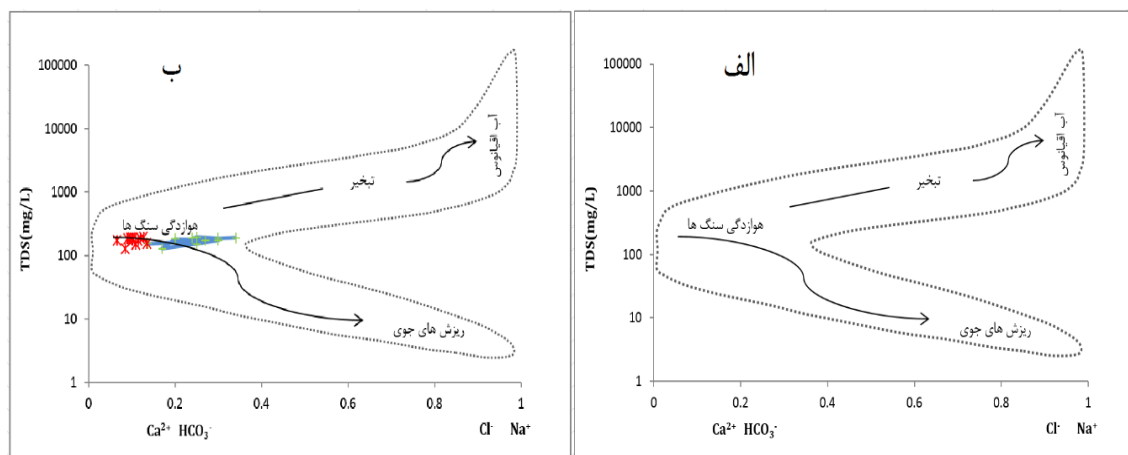 ب
TDS(mg/L)
100000
10000
1000
100
10
1
آب اقیانوس
تبخیر
هوازدگی سنگ ها
ریزش های جوی
0 0.2 0.4 0.6 0.8 1
Ca²⁺ HCO₃⁻ Cl⁻ Na⁺
الف
TDS(mg/L)
100000
10000
1000
100
10
1
آب اقیانوس
تبخیر
هوازدگی سنگ ها
ریزش های جوی
0 0.2 0.4 0.6 0.8 1
Ca²⁺ HCO₃⁻ Cl⁻ Na⁺